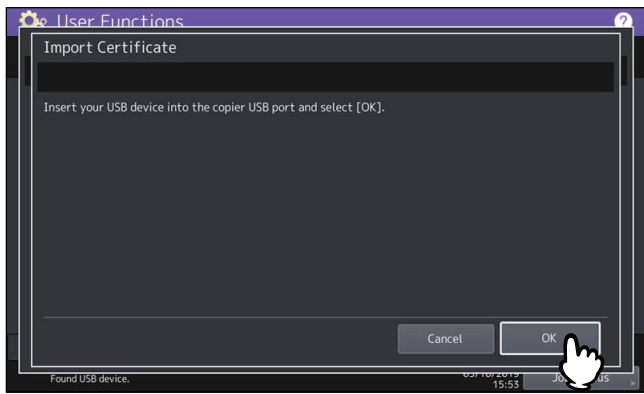 User Functions
?
Import Certificate
Insert your USB device into the copier USB port and select [OK].
Cancel
OK
Found USB device.
15:53